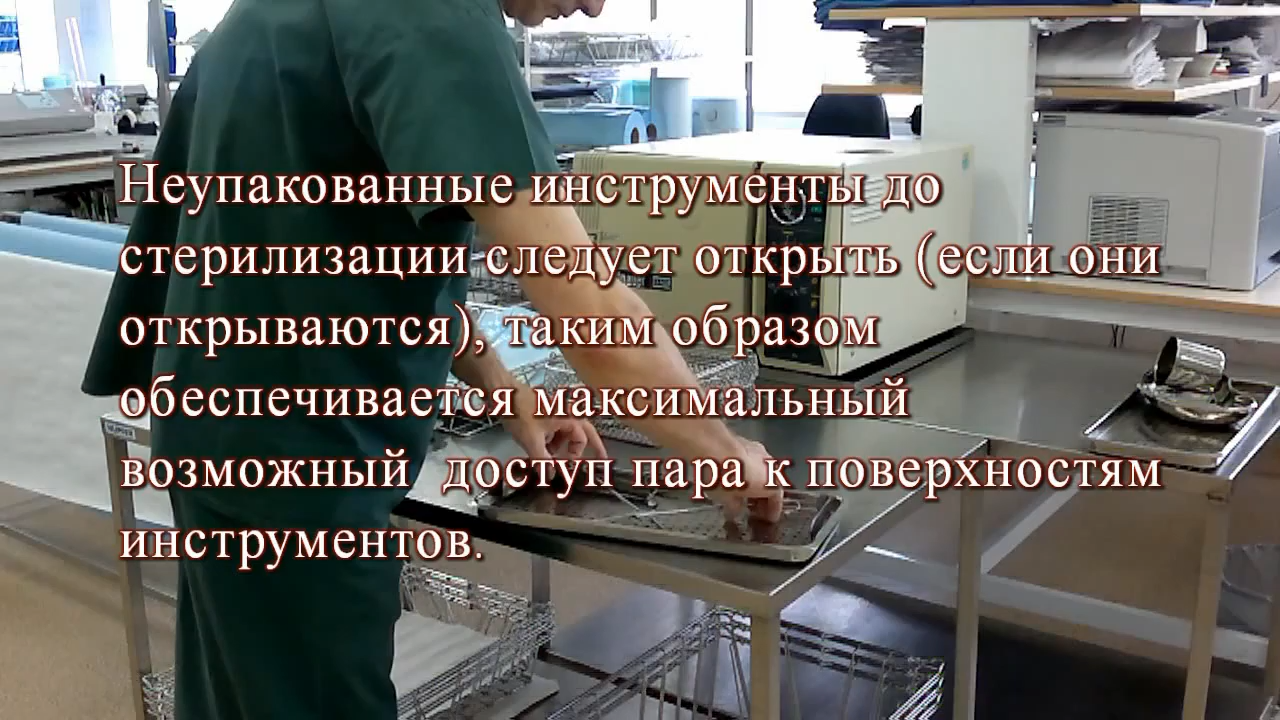 Неупакованные инструменты до
стерилизации следует открыть (если они
открываются), таким образом
обеспечивается максимальный
возможный  доступ пара к поверхностям
инструментов.